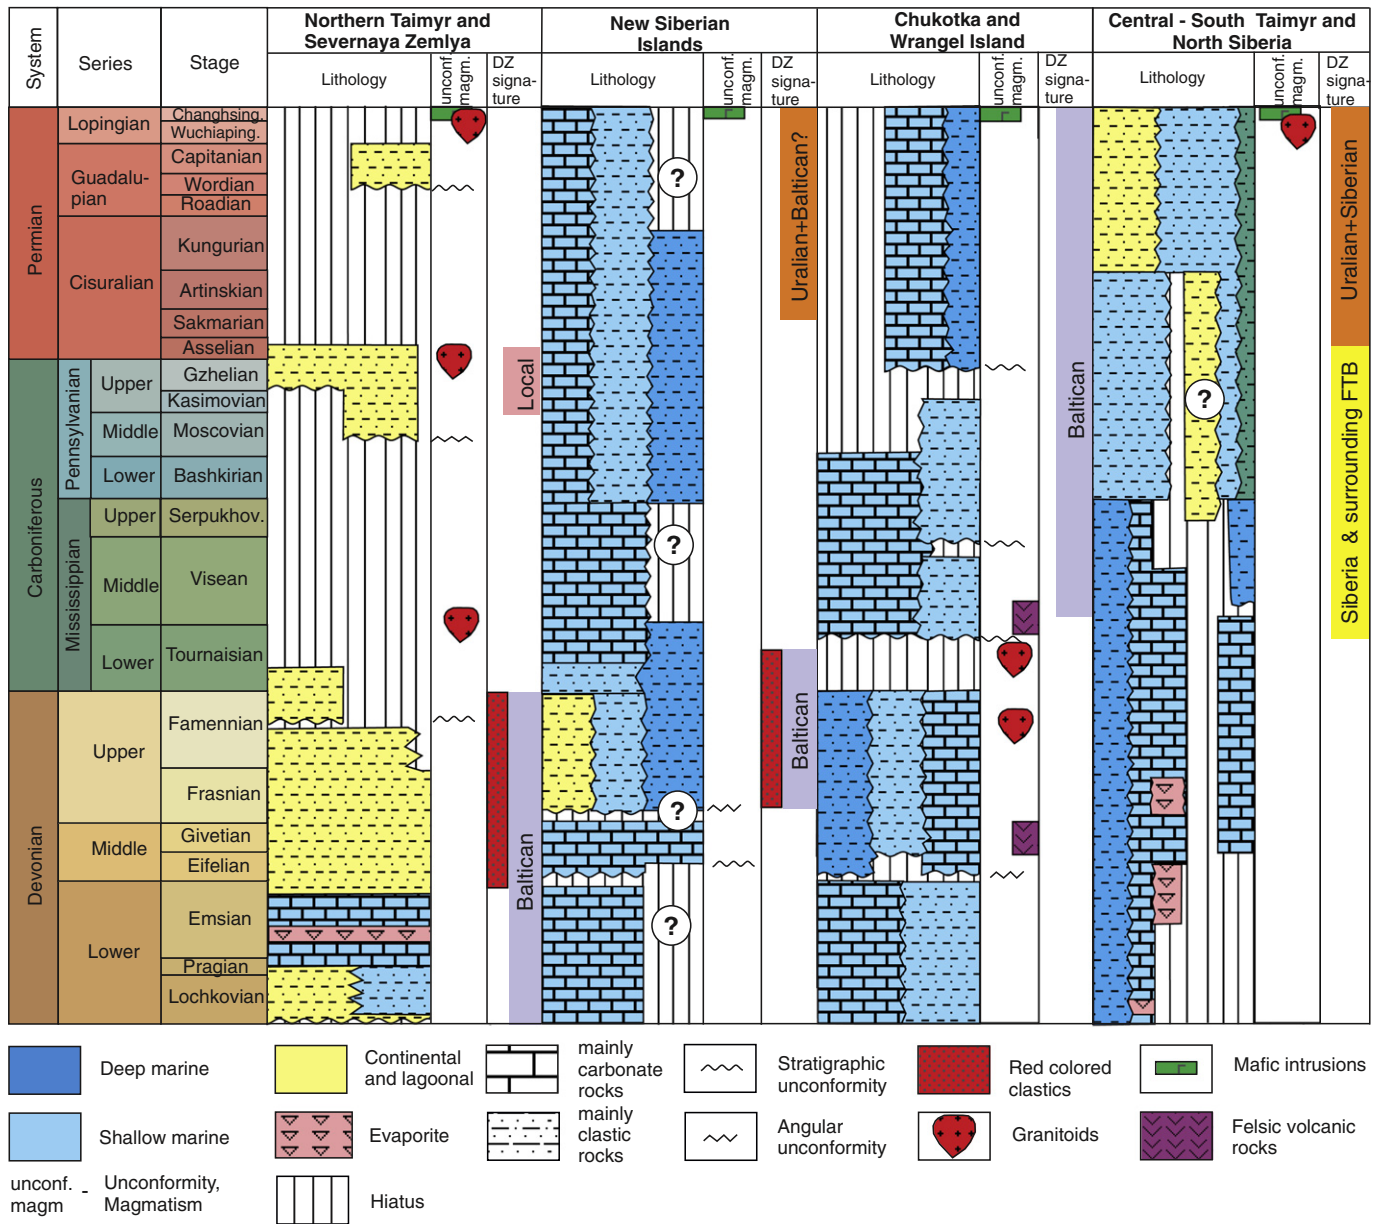 System
Series
Stage
Northern Taimyr and
Severnaya Zemlya
New Siberian
Islands
Chukotka and
Wrangel Island
Central - South Taimyr and
North Siberia
Lithology
unconf.
magm.
DZ
signa-
ture
Lithology
unconf.
magm.
DZ
signa-
ture
Lithology
unconf.
magm.
DZ
signa-
ture
Lithology
unconf.
magm.
DZ
signa-
ture
Permian
Lopingian
Changhsing.
Wuchiaping.
Guadalu-
pian
Capitanian
Wordian
Roadian
Cisuralian
Kungurian
Artinskian
Sakmarian
Asselian
Carboniferous
Pennsylvanian
Upper
Gzhelian
Kasimovian
Middle
Moscovian
Lower
Bashkirian
Mississippian
Upper
Serpukhov.
Middle
Visean
Lower
Tournaisian
Devonian
Upper
Famennian
Frasnian
Middle
Givetian
Eifelian
Lower
Emsian
Pragian
Lochkovian
Local
Baltican
?
?
?
?
Uralian+Baltican?
Baltican
Baltican
?
Uralian+Siberian
Siberia & surrounding FTB
Deep marine
Continental
and lagoonal
mainly
carbonate
rocks
Stratigraphic
unconformity
Red colored
clastics
Mafic intrusions
Shallow marine
Evaporite
mainly
clastic
rocks
Angular
unconformity
Granitoids
Felsic volcanic
rocks
unconf.
magm
- Unconformity,
Magmatism
Hiatus